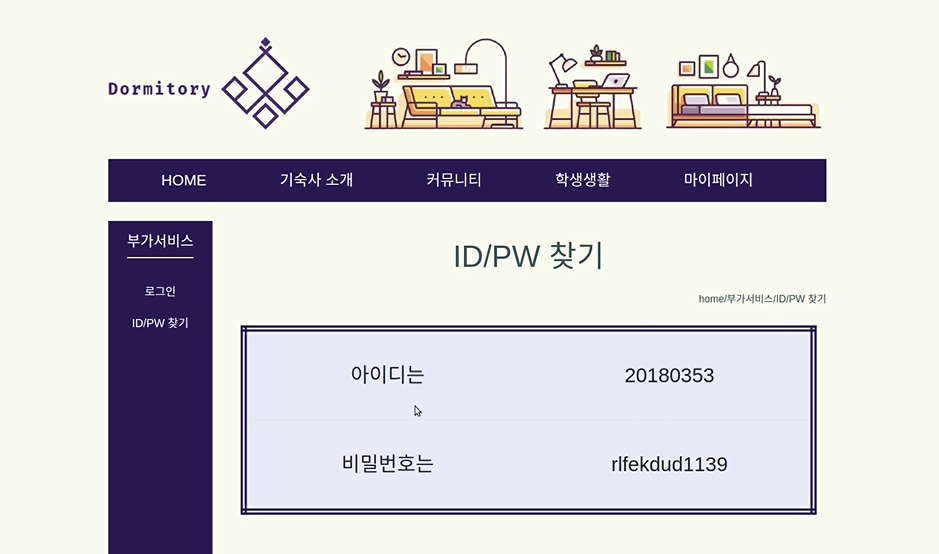 Dormitory
HOME 기숙사 소개 커뮤니티 학생생활 마이페이지
부가서비스
로그인
ID/PW 찾기
ID/PW 찾기
home/부가서비스/ID/PW 찾기
아이디는 20180353
비밀번호는 rlfekdud1139